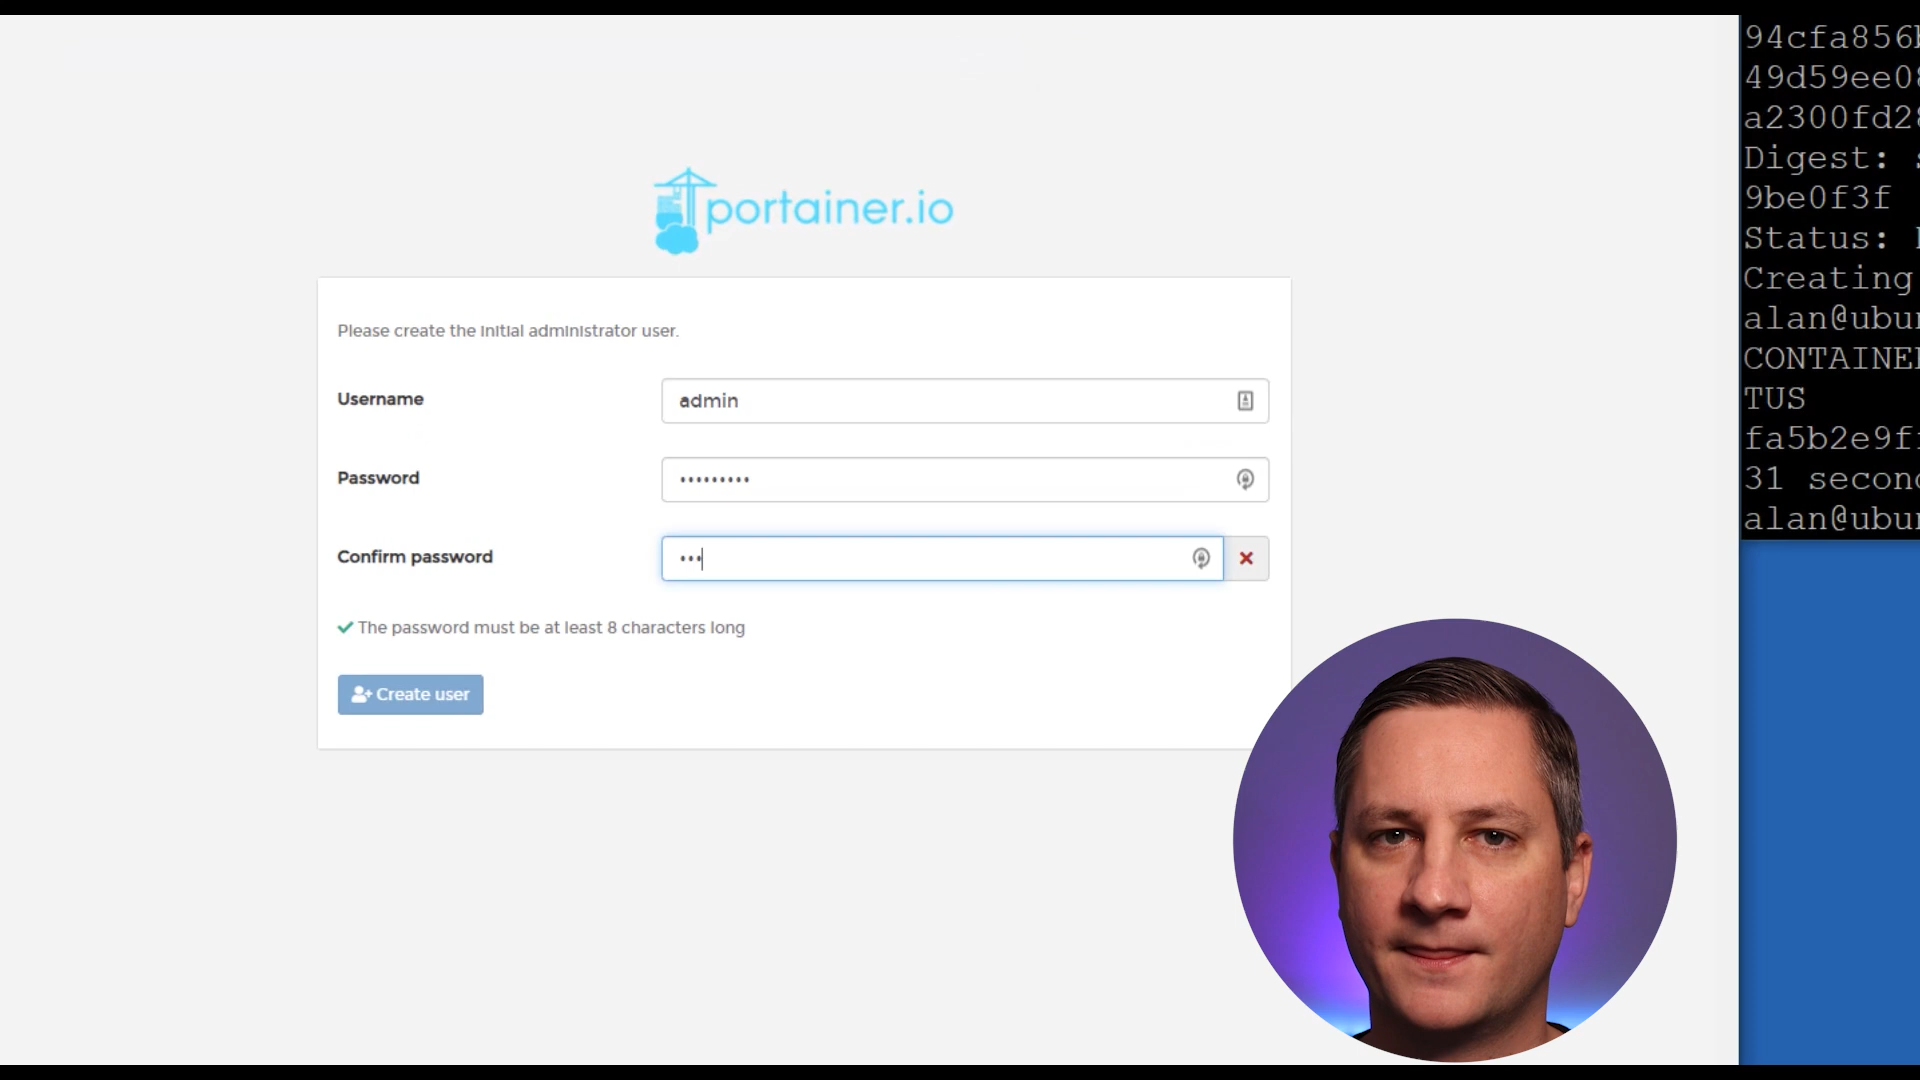 portainer.io
Please create the initial administrator user.
Username
admin
Password
•••••••••
Confirm password
•••
The password must be at least 8 characters long
Create user
94cfa856
49d59ee0
a2300fd2
Digest:
9be0f3f
Status:
Creating
alan@ubu
CONTAINE
TUS
fa5b2e9f
31 secon
alan@ubu